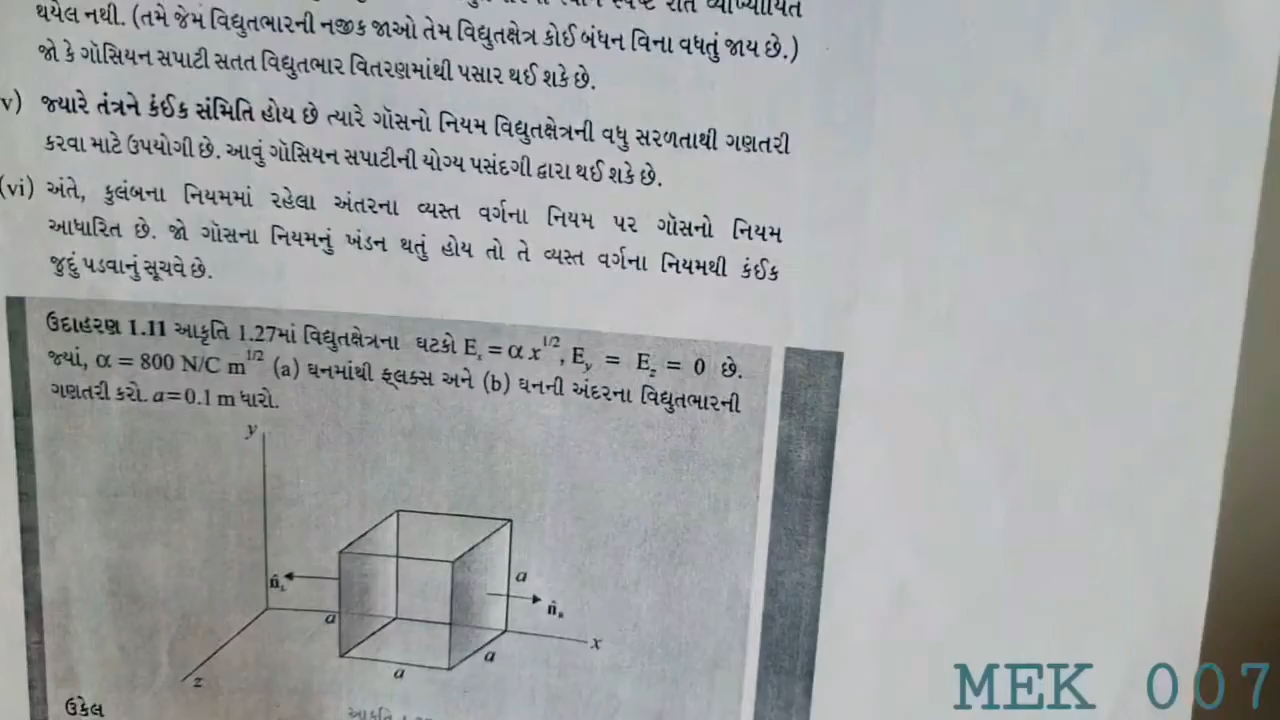 સ્પષ્ટ રીતે વ્યાખ્યાયિત
થયેલ નથી. (તમે જેમ વિદ્યુતભારની નજીક જાઓ તેમ વિદ્યુતક્ષેત્ર કોઈ બંધન વિના વધતું જાય છે.)
જો કે ગૉસિયન સપાટી સતત વિદ્યુતભાર વિતરણમાંથી પસાર થઈ શકે છે.
v) જ્યારે તંત્રને કંઈક સંમિતિ હોય છે ત્યારે ગૉસનો નિયમ વિદ્યુતક્ષેત્રની વધુ સરળતાથી ગણતરી
કરવા માટે ઉપયોગી છે. આવું ગૉસિયન સપાટીની યોગ્ય પસંદગી દ્વારા થઈ શકે છે.
(vi) અંતે, કુલંબના નિયમમાં રહેલા અંતરના વ્યસ્ત વર્ગના નિયમ પર ગૉસનો નિયમ
આધારિત છે. જો ગૉસના નિયમનું ખંડન થતું હોય તો તે વ્યસ્ત વર્ગના નિયમથી કંઈક
જુદું પડવાનું સૂચવે છે.
ઉદાહરણ 1.11 આકૃતિ 1.27માં વિદ્યુતક્ષેત્રના ઘટકો Eₓ = α x^1/2, E_y = E_z = 0 છે.
જ્યાં, α = 800 N/C m^1/2 (a) ઘનમાંથી ફ્લક્સ અને (b) ઘનની અંદરના વિદ્યુતભારની
ગણતરી કરો. a=0.1 m ધારો.
y
n̂_L
a
n̂_R
a
x
a
a
z
ઉકેલ
MEK 007